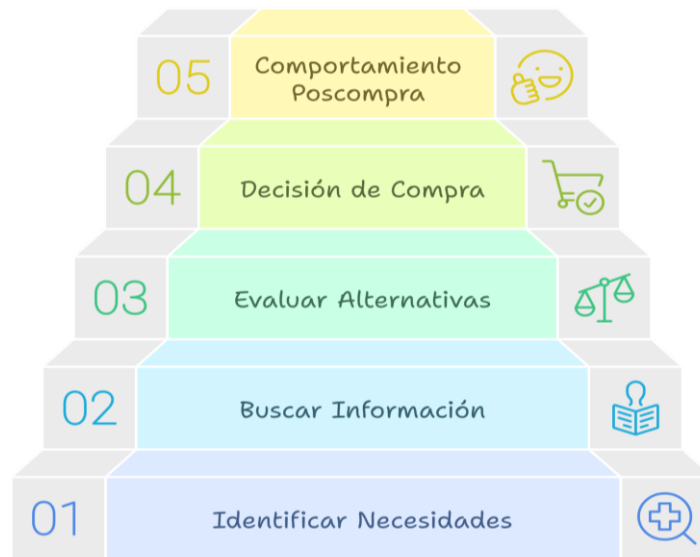 05
Comportamiento
Poscompra
04
Decisión de Compra
03
Evaluar Alternativas
02
Buscar Información
01
Identificar Necesidades